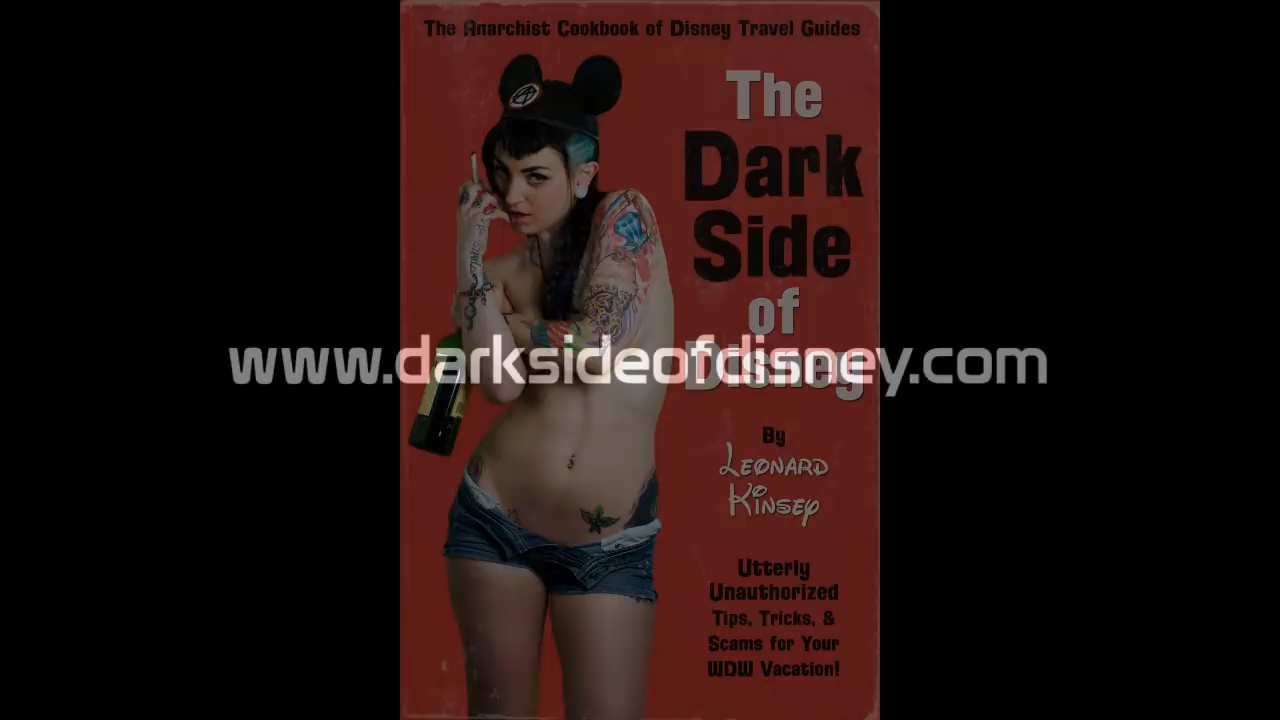 The Anarchist Cookbook of Disney Travel Guides
The
Dark
Side
of
Disney
www.darksideofdisney.com
By
Leonard
Kinsey
Utterly
Unauthorized
Tips, Tricks, &
Scams for Your
WDW Vacation!